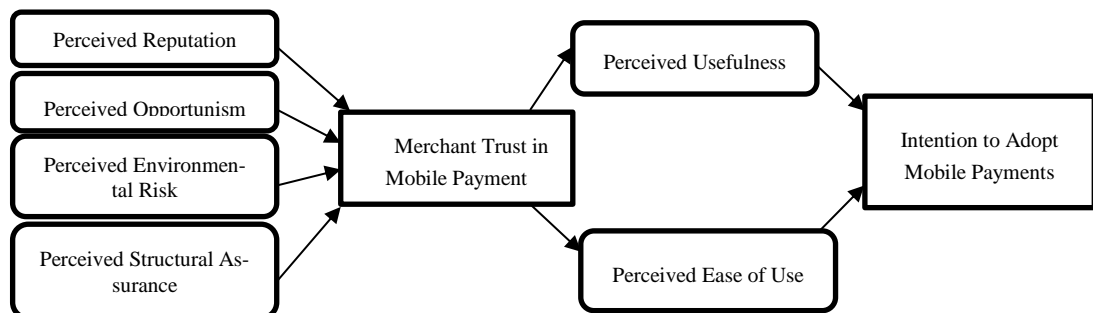 Perceived Reputation
Perceived Opportunism
Perceived Environmen-
tal Risk
Perceived Structural As-
surance
Merchant Trust in
Mobile Payment
Perceived Usefulness
Perceived Ease of Use
Intention to Adopt
Mobile Payments